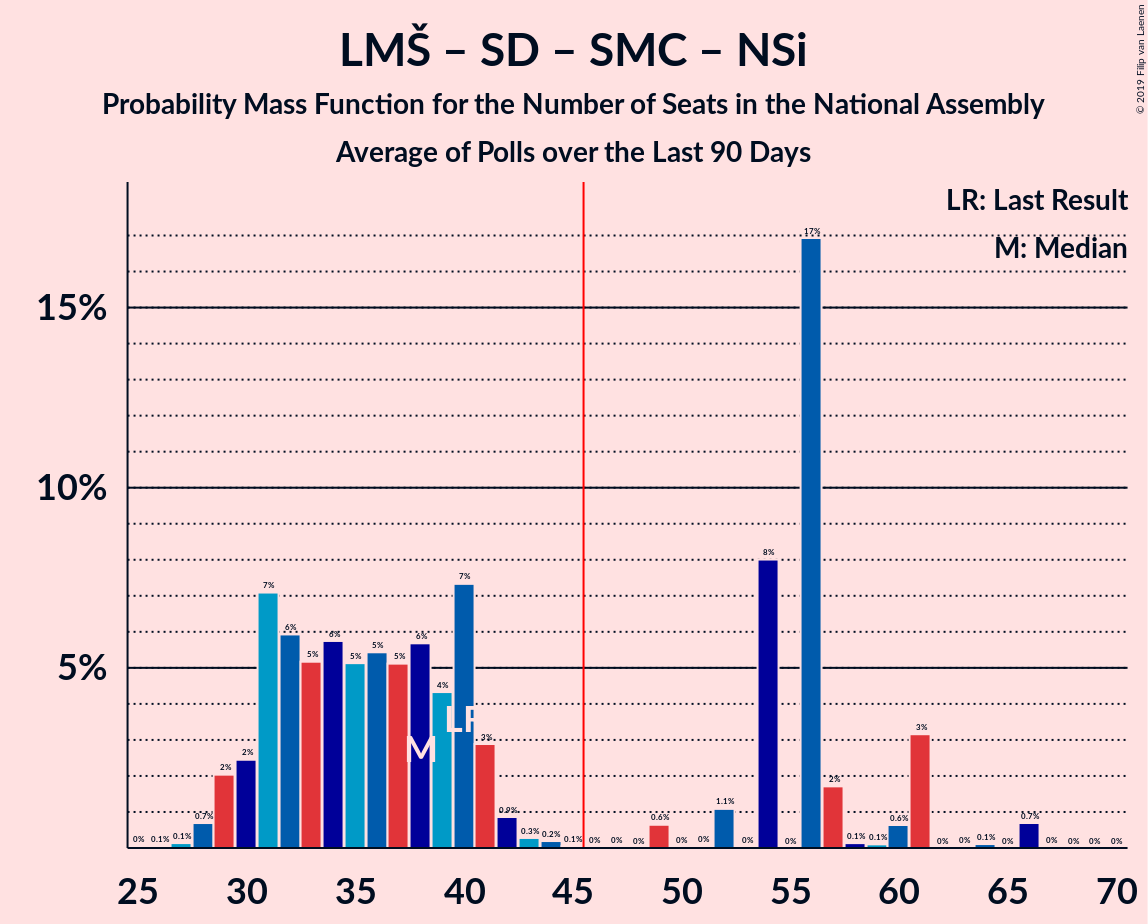 LMŠ – SD – SMC – NSi
Probability Mass Function for the Number of Seats in the National Assembly
Average of Polls over the Last 90 Days
© 2019 Filip van Laenen
LR: Last Result
M: Median
15%
10%
5%
0% 0.1% 0.1% 0.7% 2% 2% 7% 6% 5% 6% 5% 5% 5% 6% 4% 7% 3% 0.9% 0.3% 0.2% 0.1% 0% 0% 0% 0.6% 0% 0% 1.1% 0% 8% 0% 17% 2% 0.1% 0.1% 0.6% 3% 0% 0% 0.1% 0% 0.7% 0% 0% 0% 0%
LR
M
25 30 35 40 45 50 55 60 65 70